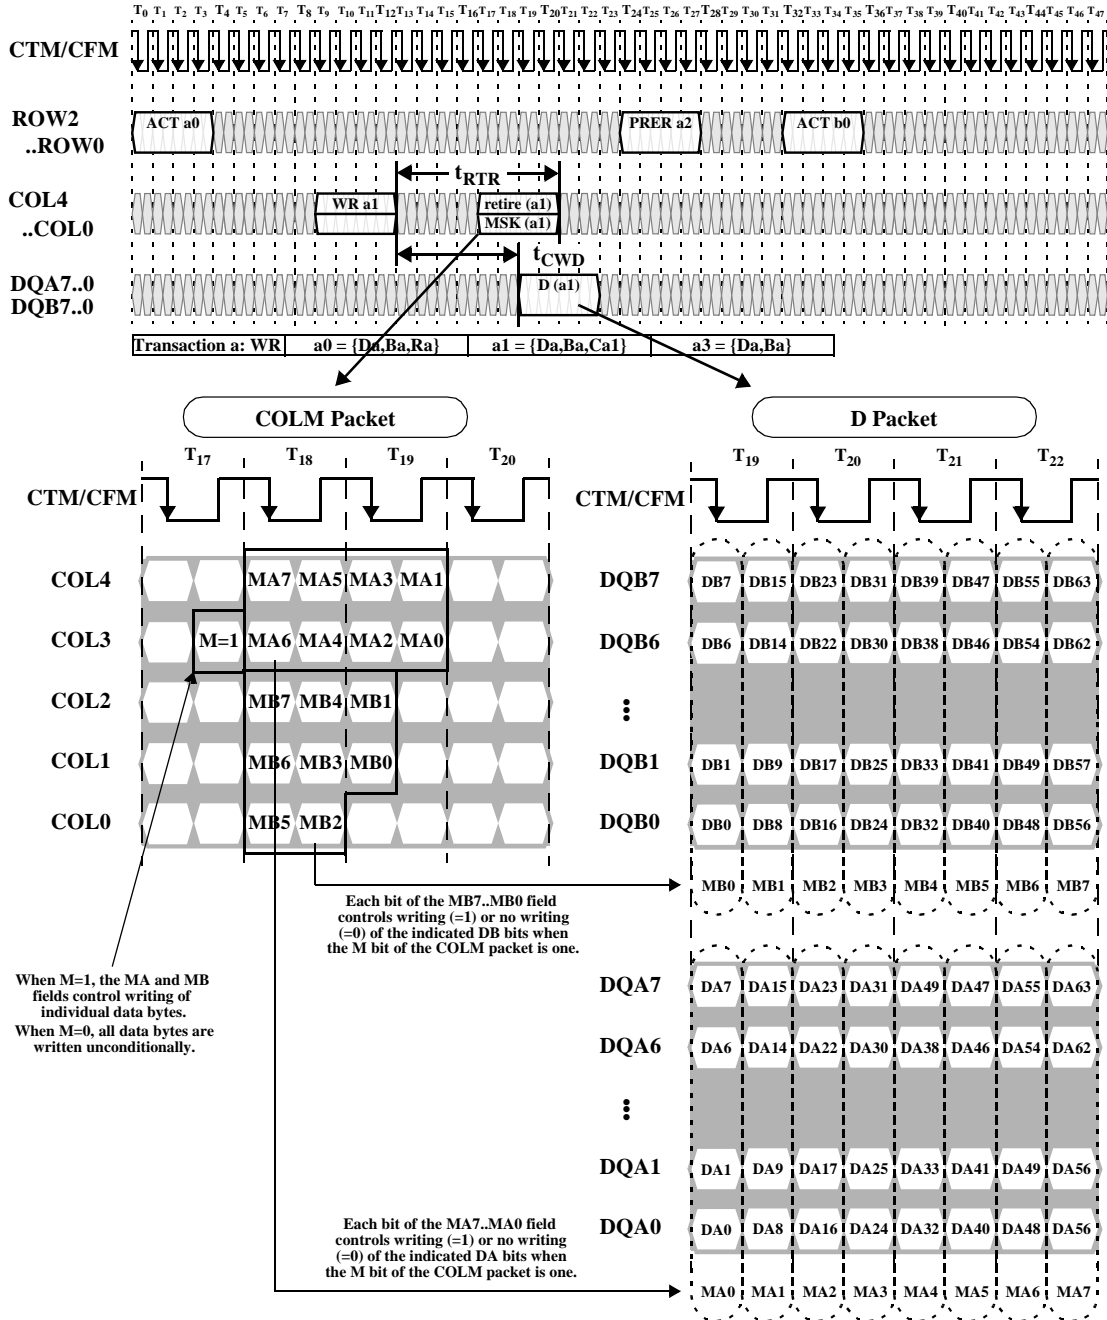 T0 T1 T2 T3 T4 T5 T6 T7 T8 T9 T10 T11 T12 T13 T14 T15 T16 T17 T18 T19 T20 T21 T22 T23 T24 T25 T26 T27 T28 T29 T30 T31 T32 T33 T34 T35 T36 T37 T38 T39 T40 T41 T42 T43 T44 T45 T46 T47
CTM/CFM
ROW2
..ROW0
ACT a0
PRER a2
ACT b0
tRTR
COL4
..COL0
WR a1
retire (a1)
MSK (a1)
tCWD
DQA7..0
DQB7..0
D (a1)
Transaction a: WR
a0 = {Da,Ba,Ra}
a1 = {Da,Ba,Ca1}
a3 = {Da,Ba}
COLM Packet
T17 T18 T19 T20
CTM/CFM
COL4 MA7 MA5 MA3 MA1
COL3 M=1 MA6 MA4 MA2 MA0
COL2 MB7 MB4 MB1
COL1 MB6 MB3 MB0
COL0 MB5 MB2
When M=1, the MA and MB
fields control writing of
individual data bytes.
When M=0, all data bytes are
written unconditionally.
Each bit of the MB7..MB0 field
controls writing (=1) or no writing
(=0) of the indicated DB bits when
the M bit of the COLM packet is one.
Each bit of the MA7..MA0 field
controls writing (=1) or no writing
(=0) of the indicated DA bits when
the M bit of the COLM packet is one.
D Packet
T19 T20 T21 T22
CTM/CFM
DQB7 DB7 DB15 DB23 DB31 DB39 DB47 DB55 DB63
DQB6 DB6 DB14 DB22 DB30 DB38 DB46 DB54 DB62
DQB1 DB1 DB9 DB17 DB25 DB33 DB41 DB49 DB57
DQB0 DB0 DB8 DB16 DB24 DB32 DB40 DB48 DB56
MB0 MB1 MB2 MB3 MB4 MB5 MB6 MB7
DQA7 DA7 DA15 DA23 DA31 DA49 DA47 DA55 DA63
DQA6 DA6 DA14 DA22 DA30 DA38 DA46 DA54 DA62
DQA1 DA1 DA9 DA17 DA25 DA33 DA41 DA49 DA56
DQA0 DA0 DA8 DA16 DA24 DA32 DA40 DA48 DA56
MA0 MA1 MA2 MA3 MA4 MA5 MA6 MA7